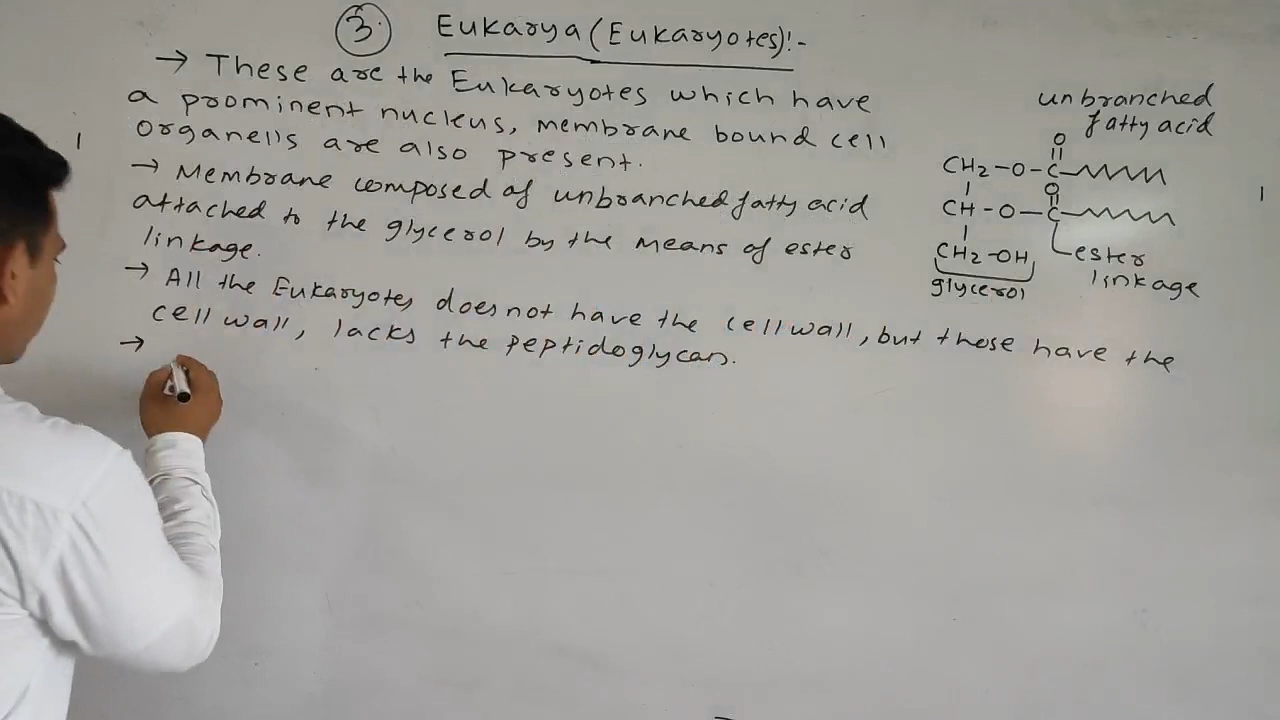 ③ Eukarya (Eukaryotes):-
→ These are the Eukaryotes which have
a prominent nucleus, membrane bound cell
organells are also present.
→ Membrane composed of unbranched fatty acid
attached to the glycerol by the means of ester
linkage.
→ All the Eukaryotes does not have the cell wall, but those have the
cell wall, lacks the peptidoglycan.
→
unbranched
fatty acid
O
CH2-O-C
O
CH-O-C
CH2-OH
ester
linkage
glycerol